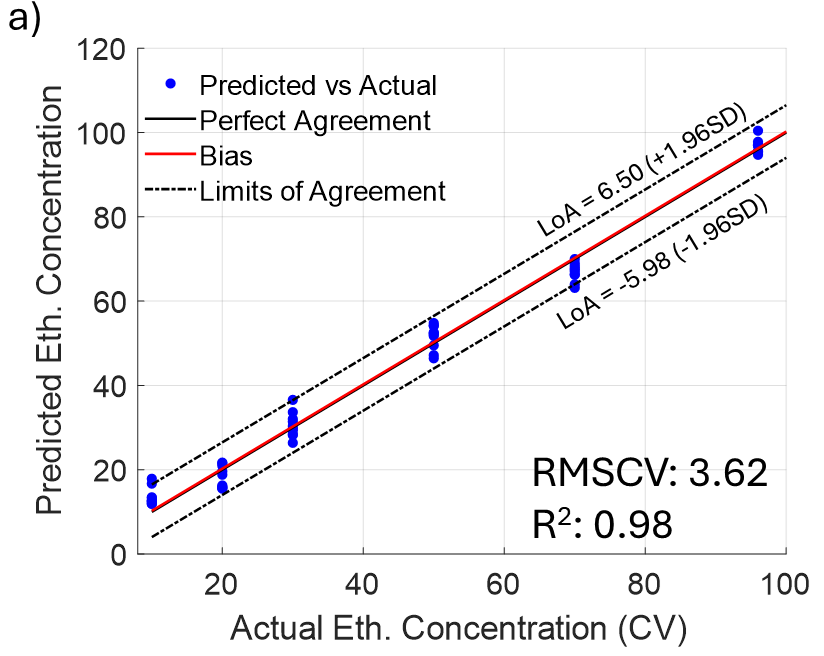 a)
120
100
80
60
40
20
0
Predicted Eth. Concentration
Predicted vs Actual
Perfect Agreement
Bias
Limits of Agreement
LoA = 6.50 (+1.96SD)
LoA = -5.98 (-1.96SD)
RMSCV: 3.62
R²: 0.98
20 40 60 80 100
Actual Eth. Concentration (CV)